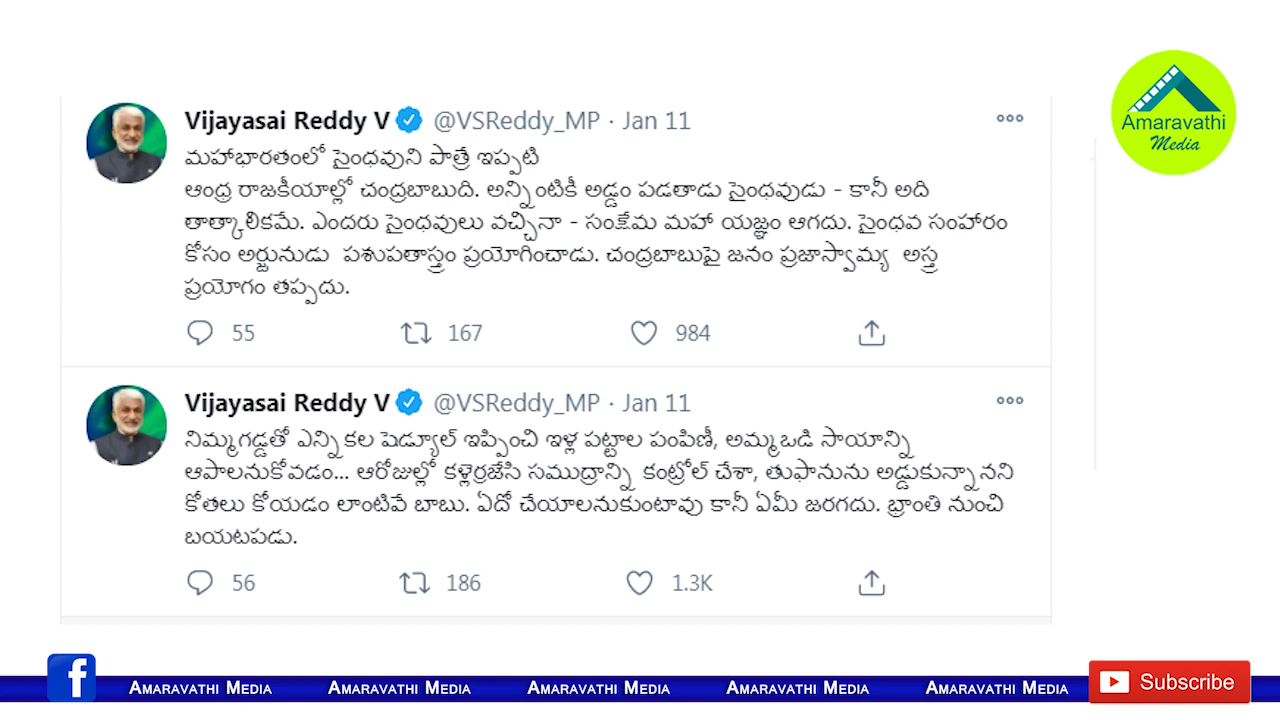 Amaravathi
Media
Vijayasai Reddy V @VSReddy_MP · Jan 11
మహాభారతంలో సైంధవుని పాత్రే ఇప్పటి
ఆంధ్ర రాజకీయాల్లో చంద్రబాబుది. అన్నింటికీ అడ్డం పడతాడు సైంధవుడు - కానీ అది
తాత్కాలికమే. ఎందరు సైంధవులు వచ్చినా - సంక్షేమ మహా యజ్ఞం ఆగదు. సైంధవ సంహారం
కోసం అర్జునుడు పశుపతాస్త్రం ప్రయోగించాడు. చంద్రబాబుపై జనం ప్రజాస్వామ్య అస్త్ర
ప్రయోగం తప్పదు.
55 167 984
Vijayasai Reddy V @VSReddy_MP · Jan 11
నిమ్మగడ్డతో ఎన్నికల షెడ్యూల్ ఇప్పించి ఇళ్ల పట్టాల పంపిణీ, అమ్మఒడి సాయాన్ని
ఆపాలనుకోవడం... ఆరోజుల్లో కళ్లెర్రజేసి సముద్రాన్ని కంట్రోల్ చేశా, తుఫానును అడ్డుకున్నానని
కోతలు కోయడం లాంటివే బాబు. ఏదో చేయాలనుకుంటావు కానీ ఏమీ జరగదు. భ్రాంతి నుంచి
బయటపడు.
56 186 1.3K
f Amaravathi Media Amaravathi Media Amaravathi Media Amaravathi Media Amaravathi Media Subscribe